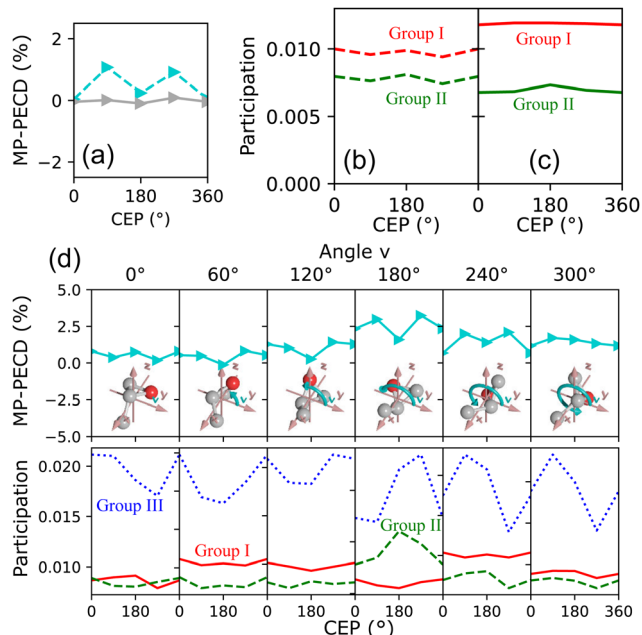 MP-PECD (%)
2
0
−2
(a)
0 180 360
CEP (°)
Participation
0.010
0.005
0.000
Group I
Group II
(b)
Group I
Group II
(c)
0 180 0 180 360
CEP (°)
(d)
Angle v
0° 60° 120° 180° 240° 300°
MP-PECD (%)
5.0
2.5
0.0
−2.5
−5.0
z
v
y
x
z
v
y
x
z
v
y
x
z
v
y
x
z
v
y
x
z
v
y
x
Participation
0.020
0.015
0.010
Group III
Group I
Group II
0 180 0 180 0 180 0 180 0 180 0 180 360
CEP (°)